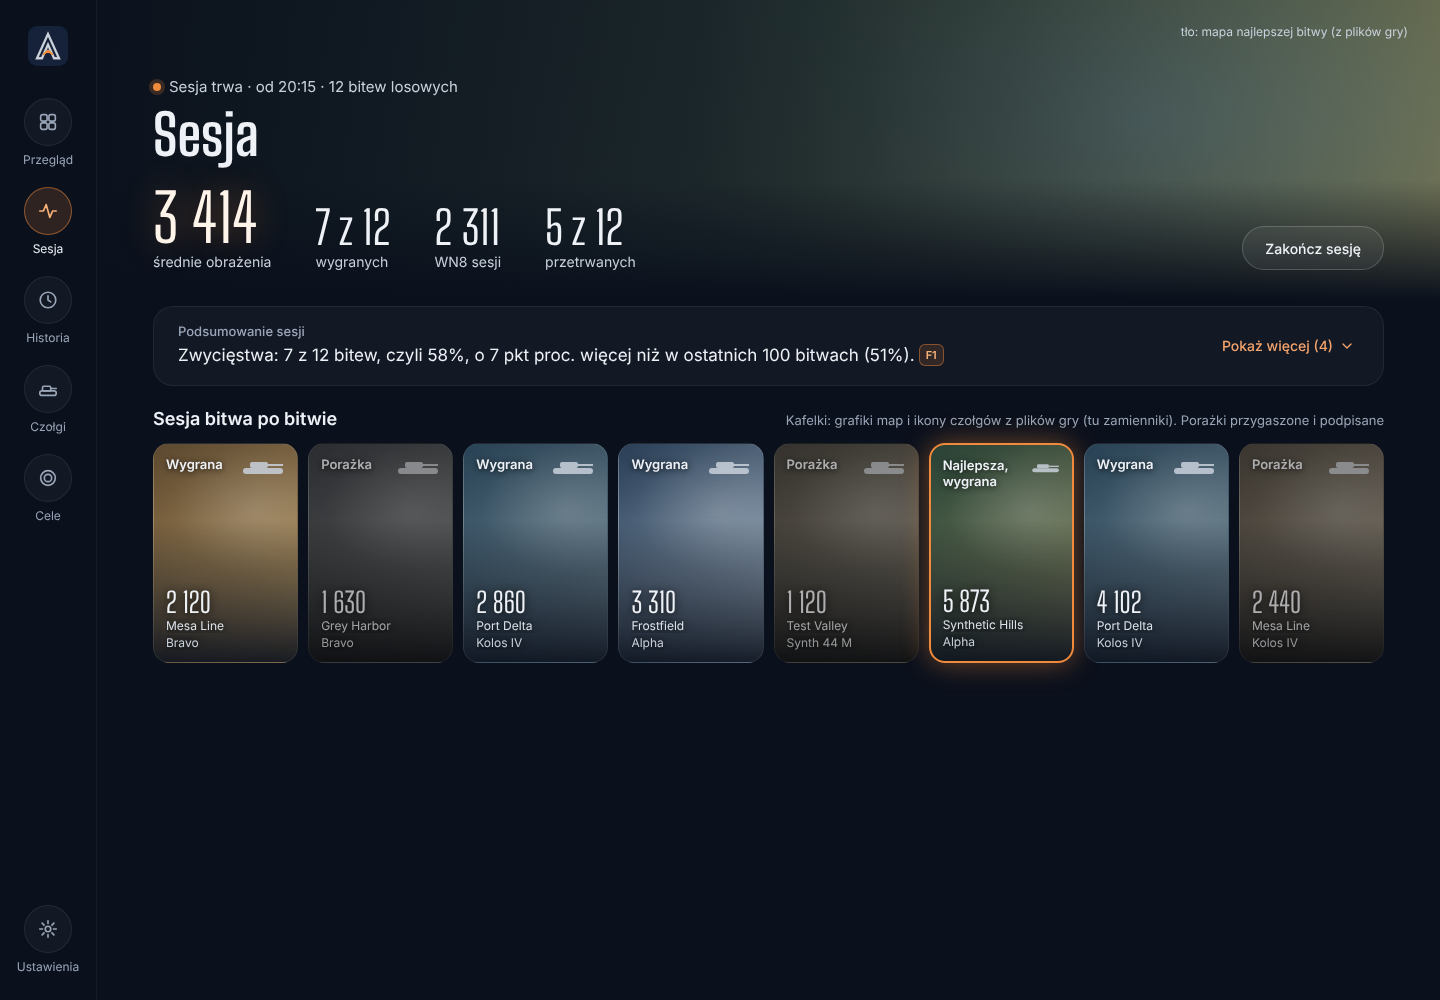 tło: mapa najlepszej bitwy (z plików gry)
Przegląd
Sesja
Historia
Czołgi
Cele
Ustawienia
Sesja trwa · od 20:15 · 12 bitew losowych
Sesja
3 414
średnie obrażenia
7 z 12
wygranych
2 311
WN8 sesji
5 z 12
przetrwanych
Zakończ sesję
Podsumowanie sesji
Zwycięstwa: 7 z 12 bitew, czyli 58%, o 7 pkt proc. więcej niż w ostatnich 100 bitwach (51%). F1
Pokaż więcej (4)
Sesja bitwa po bitwie
Kafelki: grafiki map i ikony czołgów z plików gry (tu zamienniki). Porażki przygaszone i podpisane
Wygrana
2 120
Mesa Line
Bravo
Porażka
1 630
Grey Harbor
Bravo
Wygrana
2 860
Port Delta
Kolos IV
Wygrana
3 310
Frostfield
Alpha
Porażka
1 120
Test Valley
Synth 44 M
Najlepsza,
wygrana
5 873
Synthetic Hills
Alpha
Wygrana
4 102
Port Delta
Kolos IV
Porażka
2 440
Mesa Line
Kolos IV